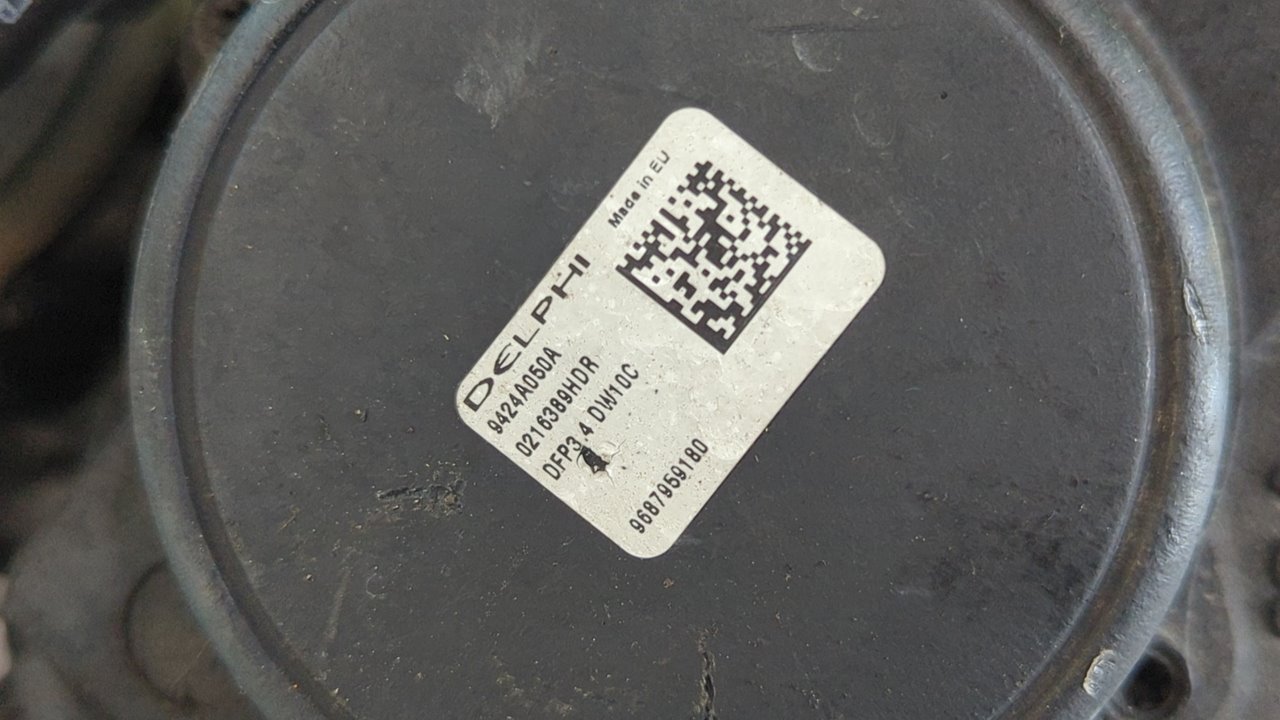 Made in EU
DELPHI
9424A050A
0216389HDR
DFP3.4 DW10C
9687959180